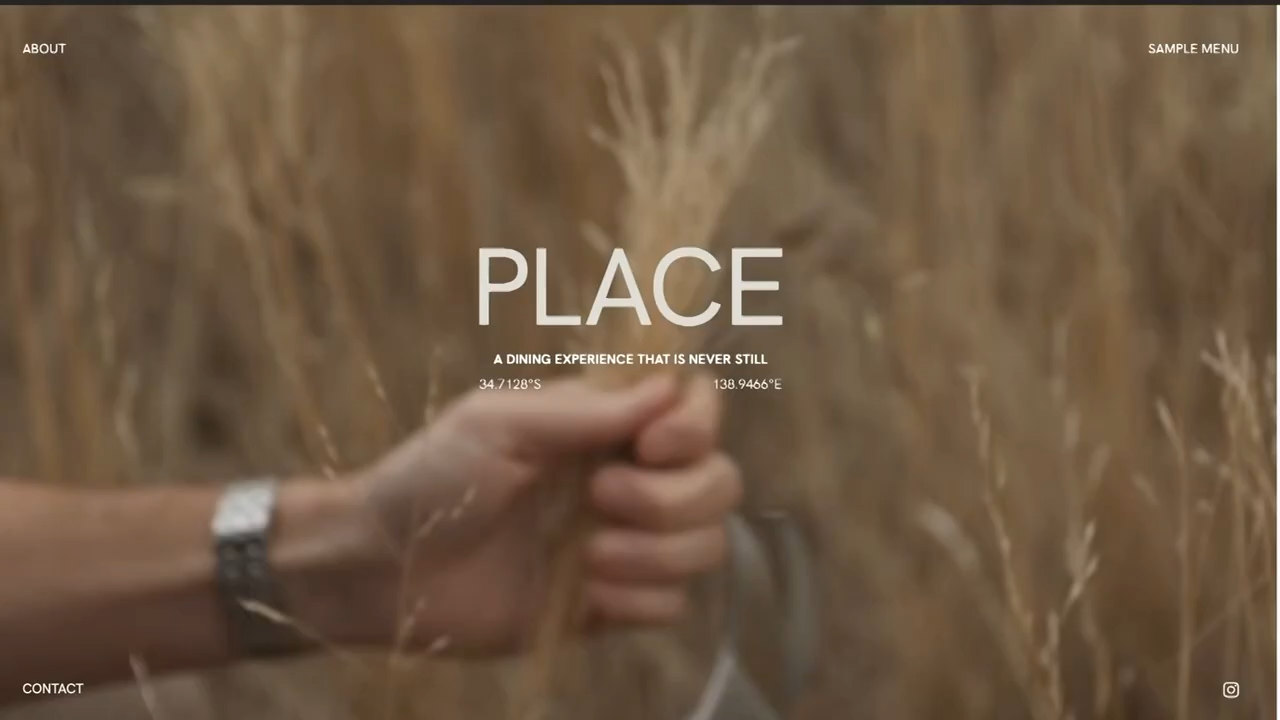 ABOUT
SAMPLE MENU
PLACE
A DINING EXPERIENCE THAT IS NEVER STILL
34.7128°S
138.9466°E
CONTACT